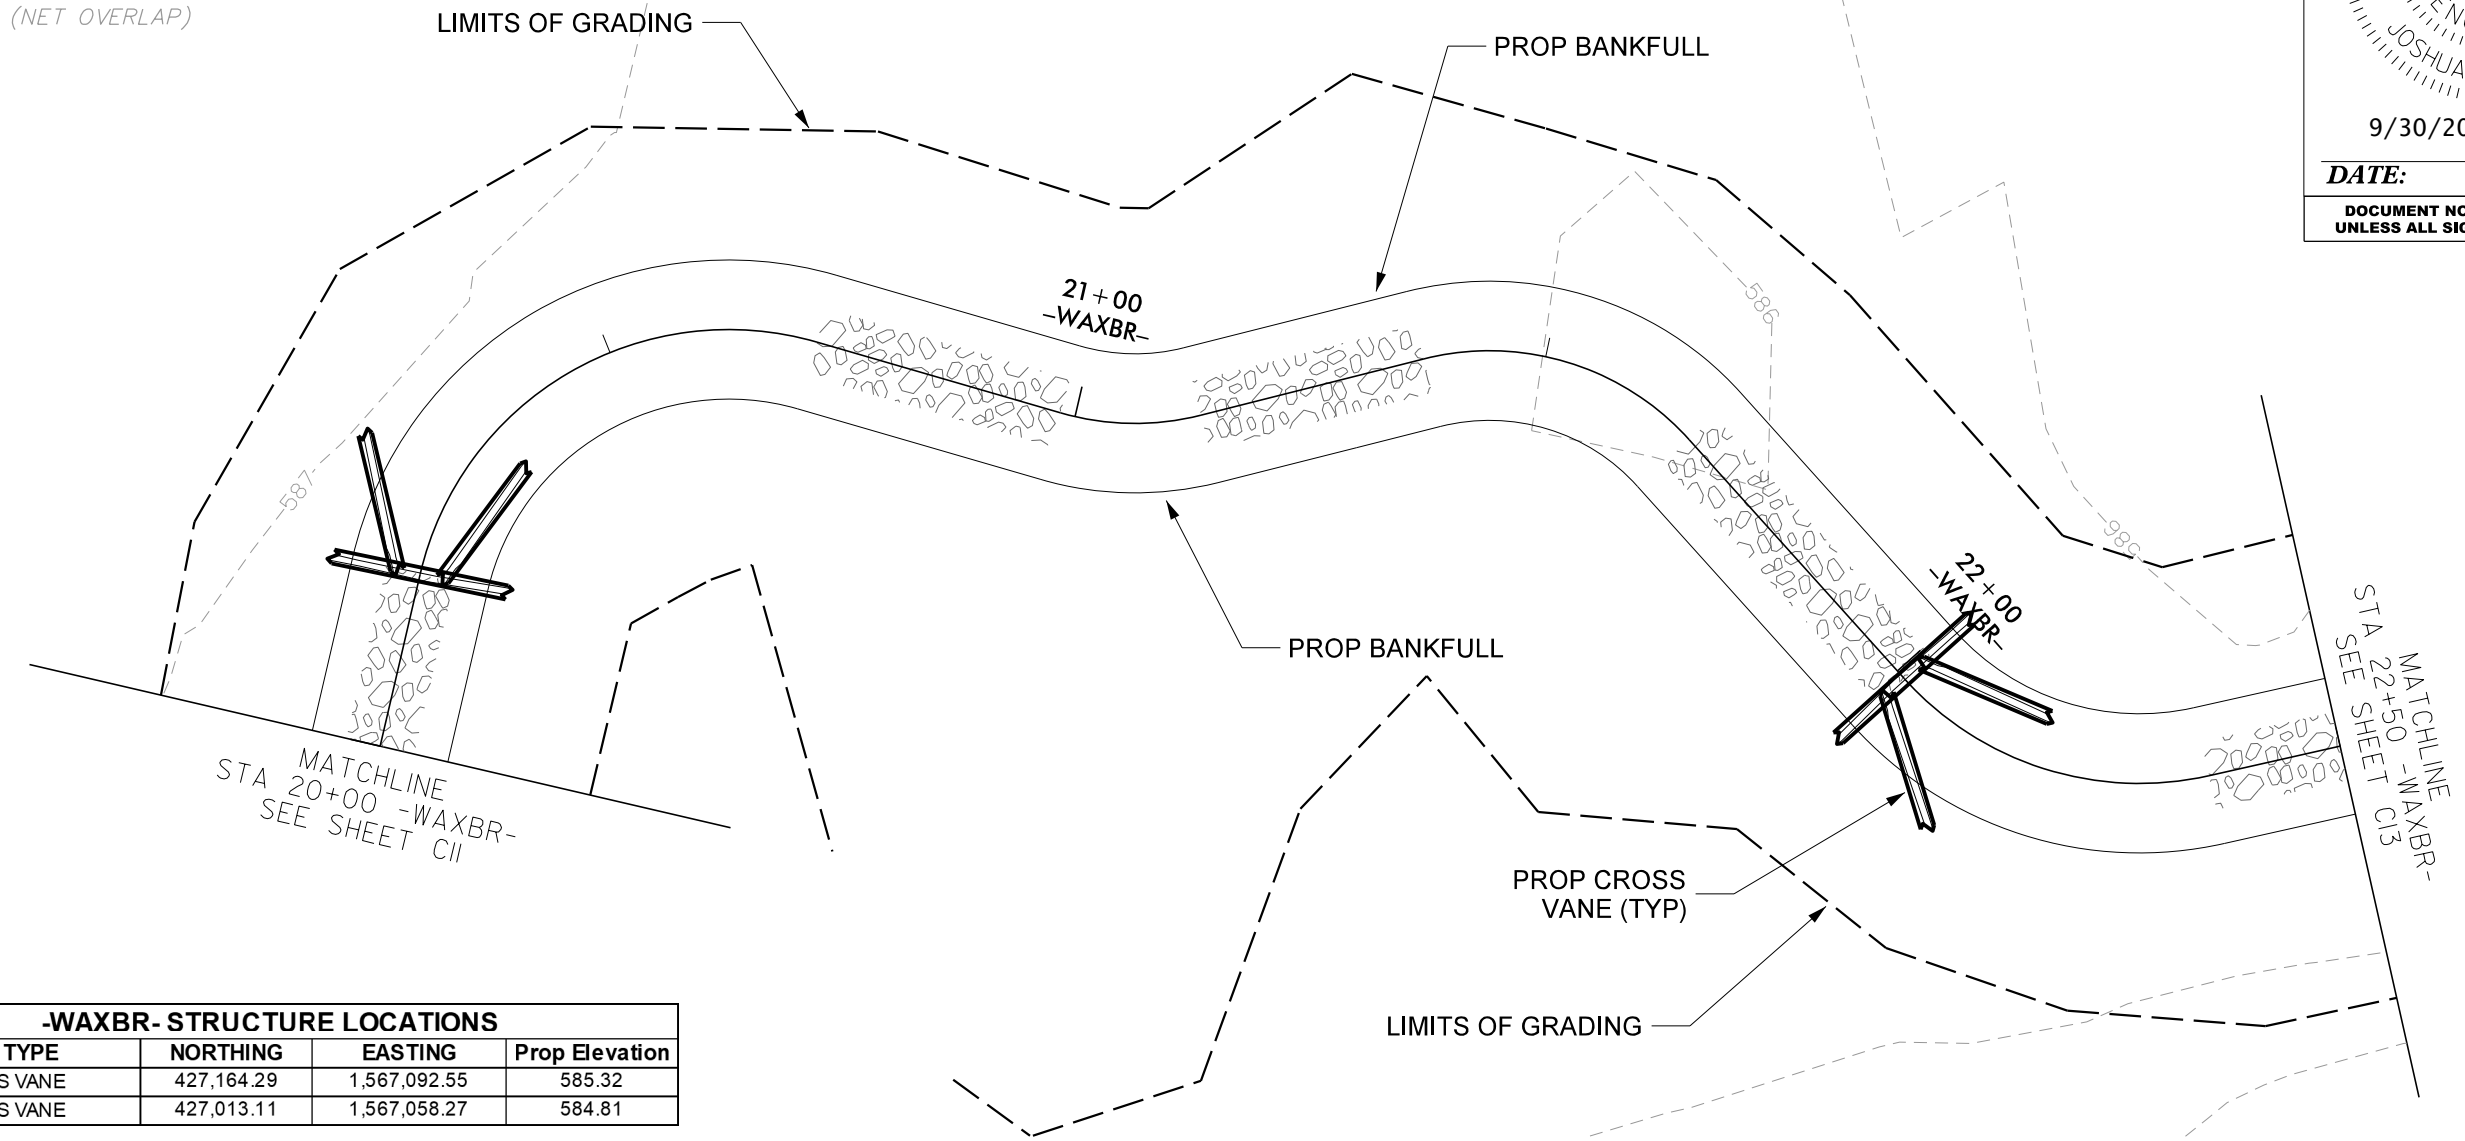 (NET OVERLAP)
LIMITS OF GRADING
PROP BANKFULL
JOSHUA
9/30/20
DATE:
DOCUMENT NO
UNLESS ALL SIG
21+00
-WAXBR-
586
587
986
22+00
-WAXBR-
PROP BANKFULL
MATCHLINE
STA 20+00 -WAXBR-
SEE SHEET C11
MATCHLINE
STA 22+50 -WAXBR-
SEE SHEET C13
PROP CROSS
VANE (TYP)
LIMITS OF GRADING
-WAXBR- STRUCTURE LOCATIONS
TYPE NORTHING EASTING Prop Elevation
S VANE 427,164.29 1,567,092.55 585.32
S VANE 427,013.11 1,567,058.27 584.81